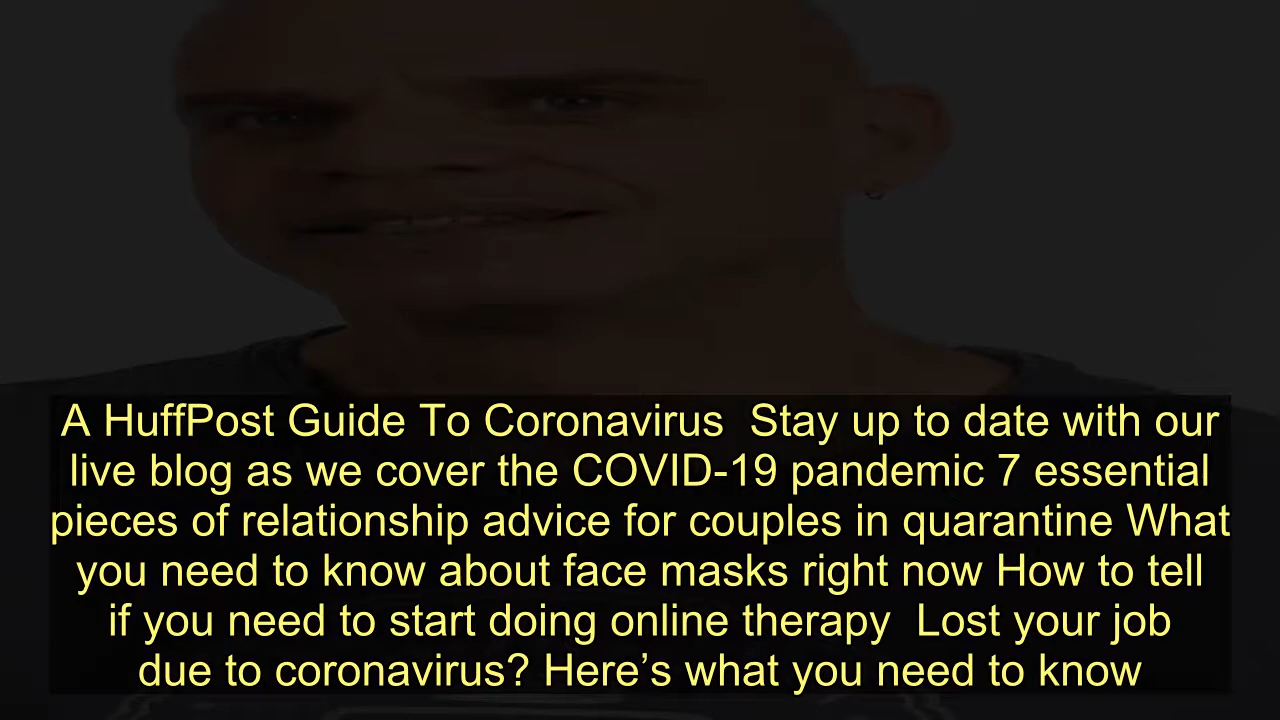 A HuffPost Guide To Coronavirus  Stay up to date with our
live blog as we cover the COVID-19 pandemic 7 essential
pieces of relationship advice for couples in quarantine What
you need to know about face masks right now How to tell
if you need to start doing online therapy  Lost your job
due to coronavirus? Here’s what you need to know